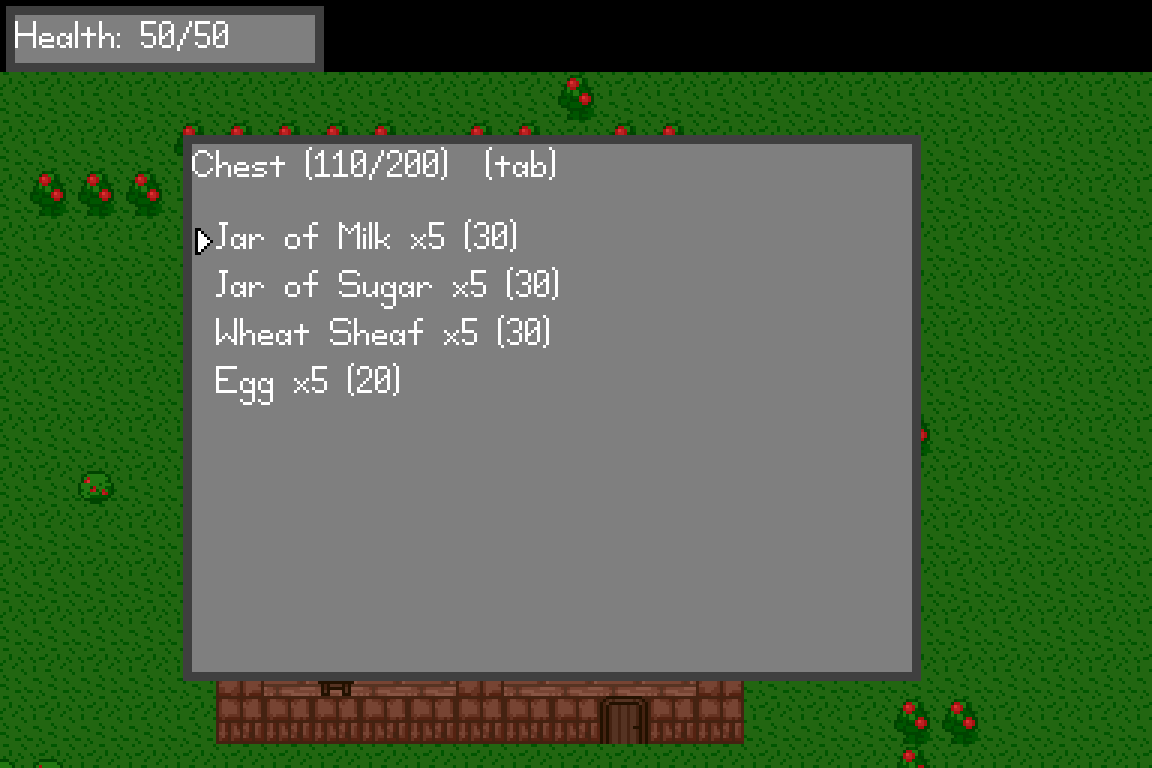 Health: 50/50
Chest (110/200) (tab)
Jar of Milk x5 (30)
Jar of Sugar x5 (30)
Wheat Sheaf x5 (30)
Egg x5 (20)